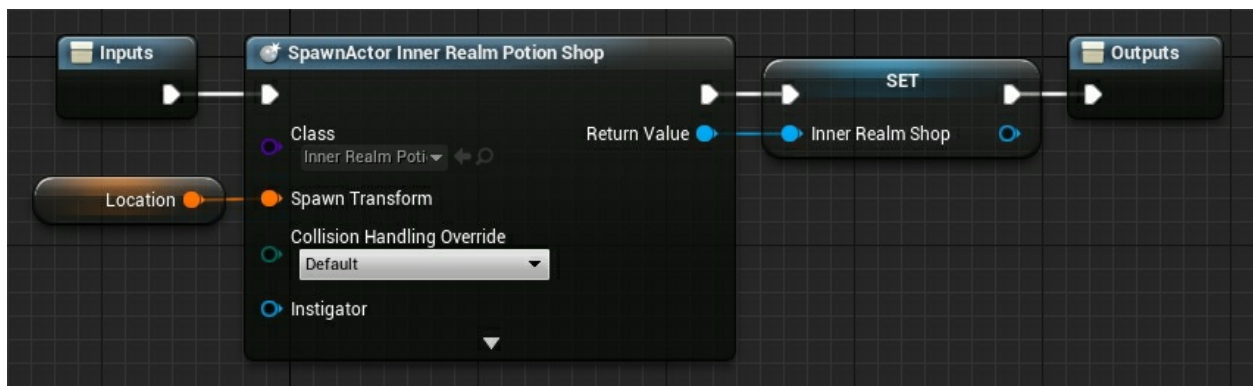 Inputs
SpawnActor Inner Realm Potion Shop
Outputs
SET
Class
Return Value
Inner Realm Shop
Inner Realm Poti
Location
Spawn Transform
Collision Handling Override
Default
Instigator